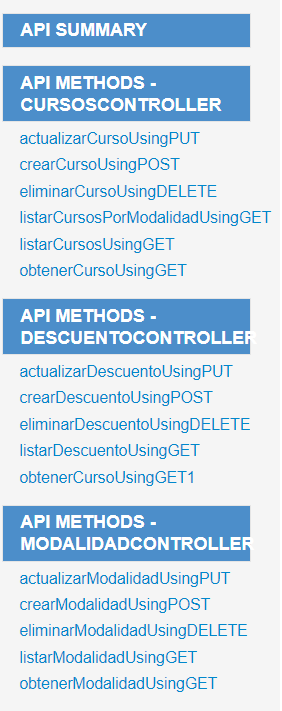 API SUMMARY
API METHODS -
CURSOSCONTROLLER
actualizarCursoUsingPUT
crearCursoUsingPOST
eliminarCursoUsingDELETE
listarCursosPorModalidadUsingGET
listarCursosUsingGET
obtenerCursoUsingGET
API METHODS -
DESCUENTOCONTROLLER
actualizarDescuentoUsingPUT
crearDescuentoUsingPOST
eliminarDescuentoUsingDELETE
listarDescuentoUsingGET
obtenerCursoUsingGET1
API METHODS -
MODALIDADCONTROLLER
actualizarModalidadUsingPUT
crearModalidadUsingPOST
eliminarModalidadUsingDELETE
listarModalidadUsingGET
obtenerModalidadUsingGET